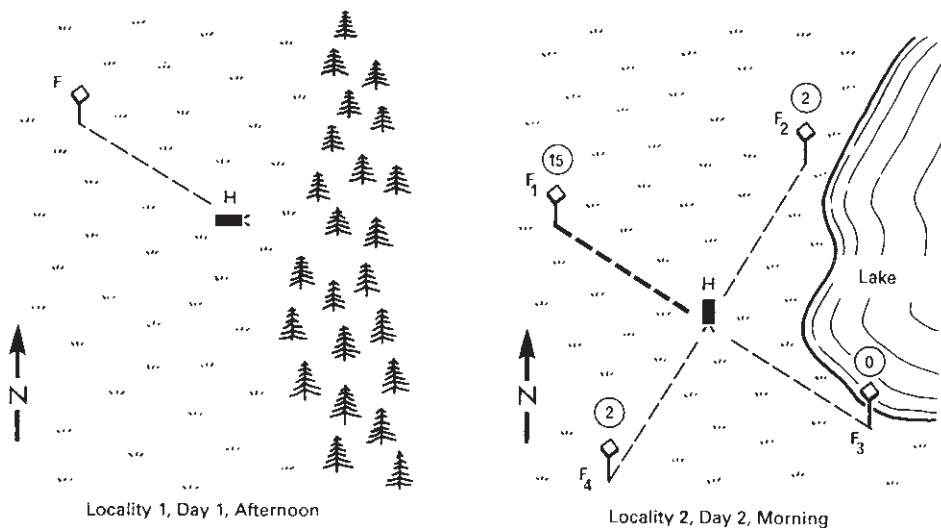 F
H
N
Locality 1, Day 1, Afternoon
2
F2
15
F1
H
Lake
N
0
F3
2
F4
Locality 2, Day 2, Morning